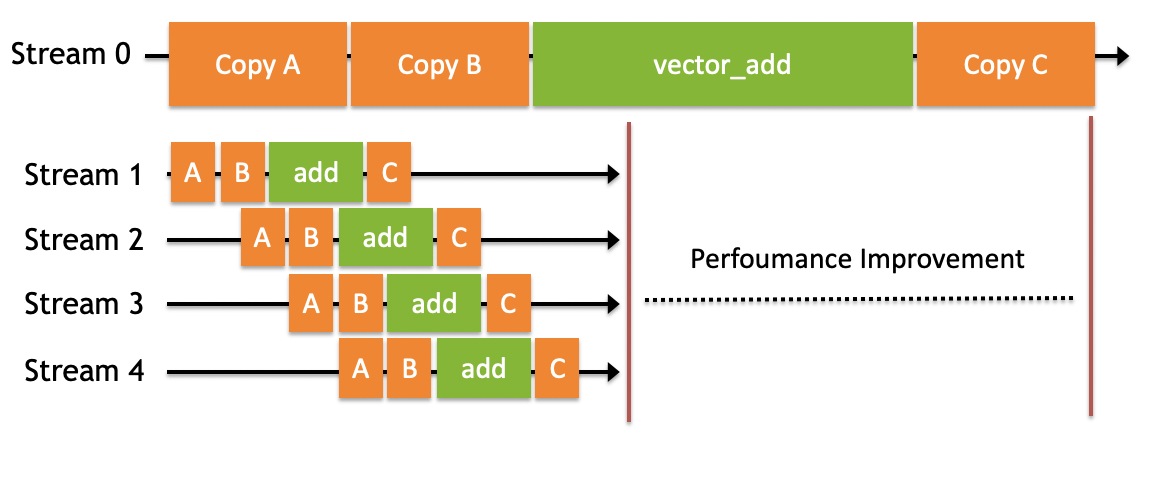 Stream 0 Copy A Copy B vector_add Copy C
Stream 1 A B add C
Stream 2 A B add C
Perfoumance Improvement
Stream 3 A B add C
Stream 4 A B add C